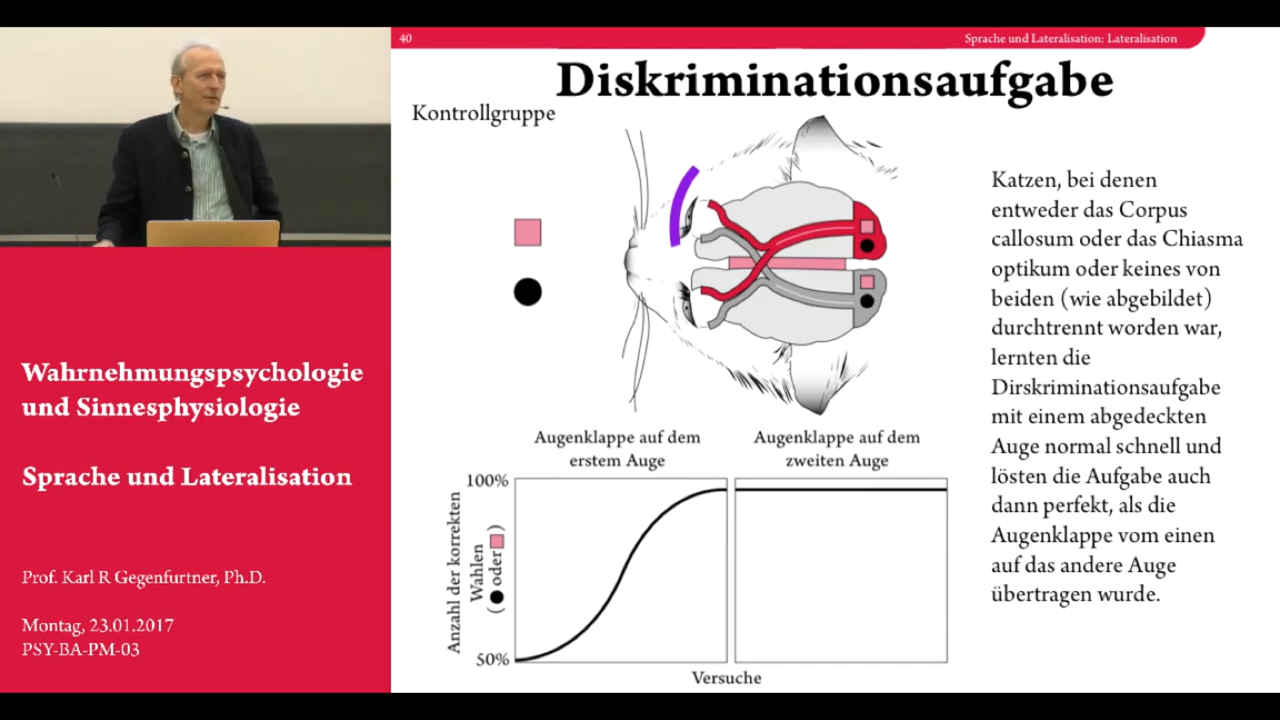 40
Sprache und Lateralisation: Lateralisation
Diskriminationsaufgabe
Kontrollgruppe
Katzen, bei denen
entweder das Corpus
callosum oder das Chiasma
optikum oder keines von
beiden (wie abgebildet)
durchtrennt worden war,
lernten die
Dirskriminationsaufgabe
mit einem abgedeckten
Auge normal schnell und
lösten die Aufgabe auch
dann perfekt, als die
Augenklappe vom einen
auf das andere Auge
übertragen wurde.
Augenklappe auf dem
erstem Auge
Augenklappe auf dem
zweiten Auge
100%
50%
Anzahl der korrekten
Wahlen
( oder )
Versuche
Wahrnehmungspsychologie
und Sinnesphysiologie
Sprache und Lateralisation
Prof. Karl R Gegenfurtner, Ph.D.
Montag, 23.01.2017
PSY-BA-PM-03